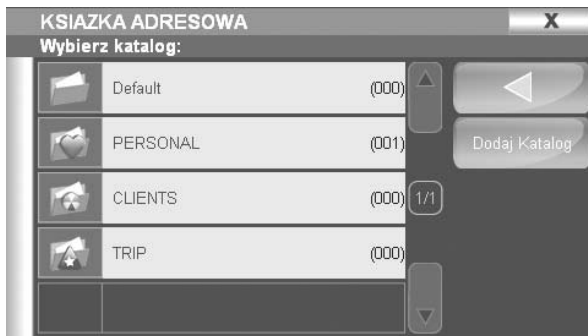 KSIAZKA ADRESOWA X
Wybierz katalog:
Default (000)
PERSONAL (001)
Dodaj Katalog
CLIENTS (000) 1/1
TRIP (000)